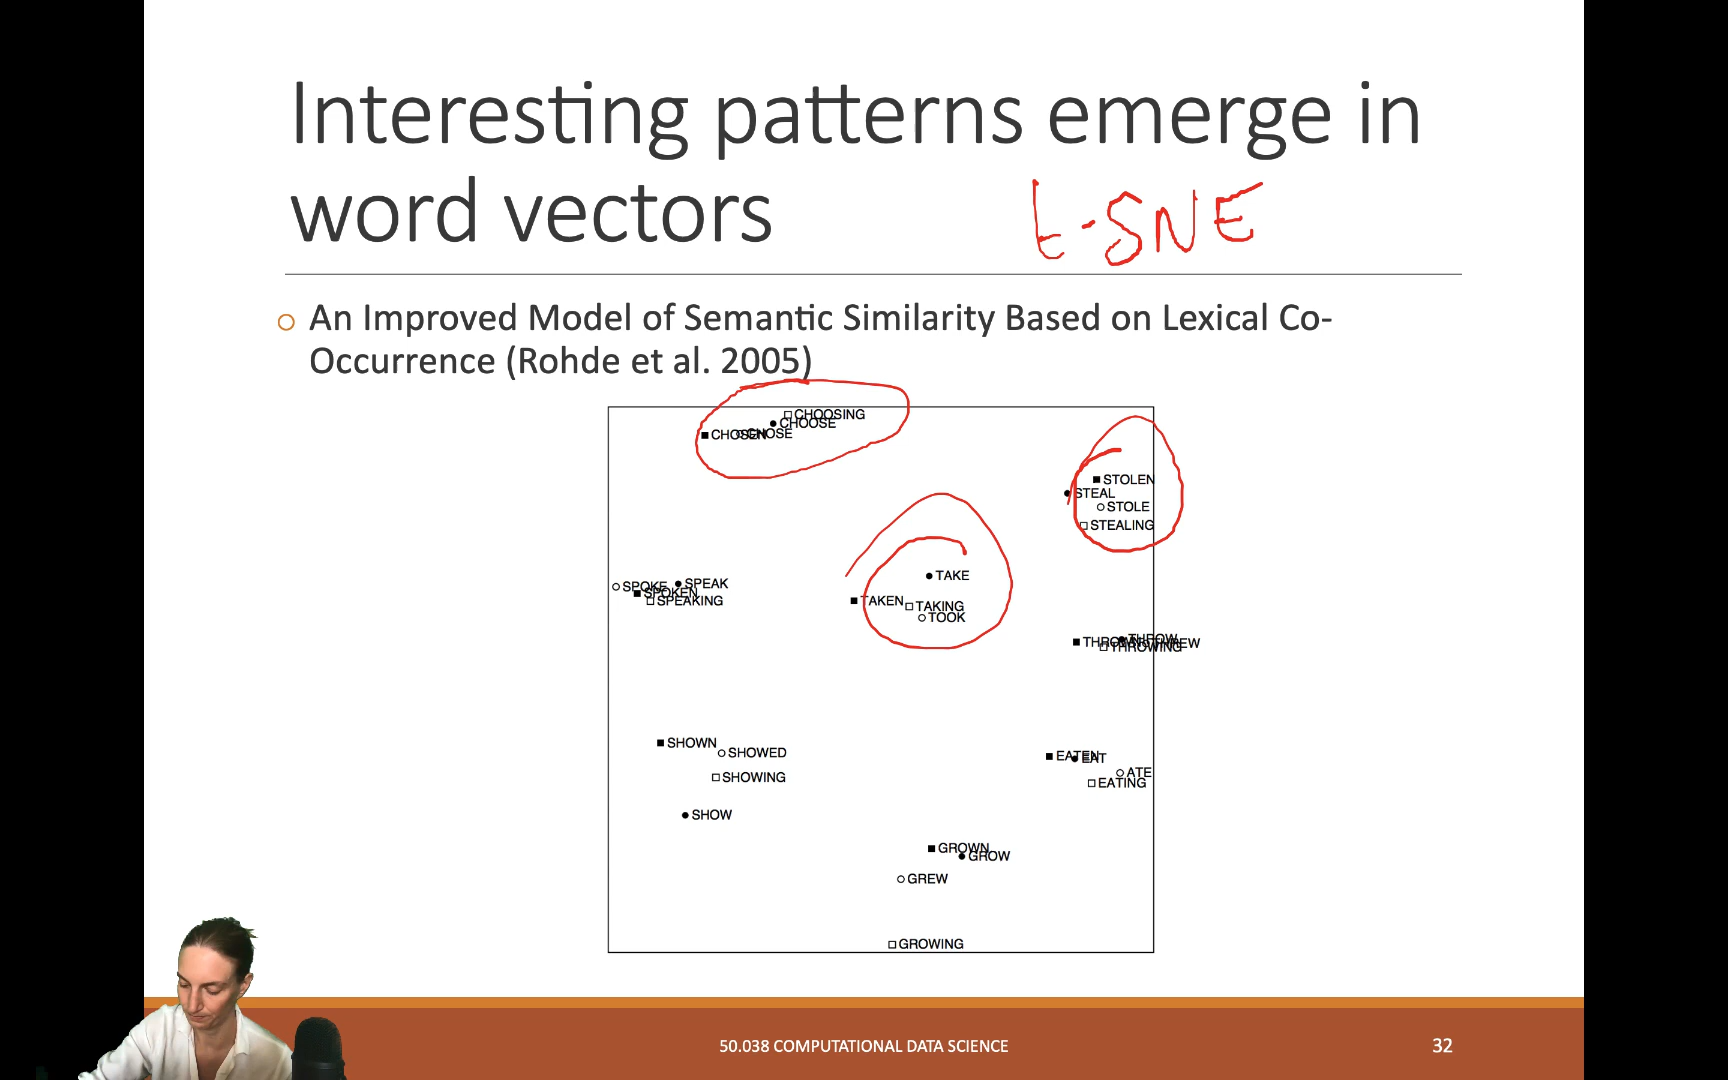 Interesting patterns emerge in
word vectors
t-SNE
An Improved Model of Semantic Similarity Based on Lexical Co-
Occurrence (Rohde et al. 2005)
CHOOSING
CHOOSE
CHOSEN CHOSE
STOLEN
STEAL
STOLE
STEALING
TAKE
SPOKE SPEAK
SPOKEN
SPEAKING
TAKEN TAKING
TOOK
THROWN THROW THREW
THROWING
SHOWN
SHOWED
SHOWING
SHOW
EATEN EAT
ATE
EATING
GROWN
GROW
GREW
GROWING
50.038 COMPUTATIONAL DATA SCIENCE
32